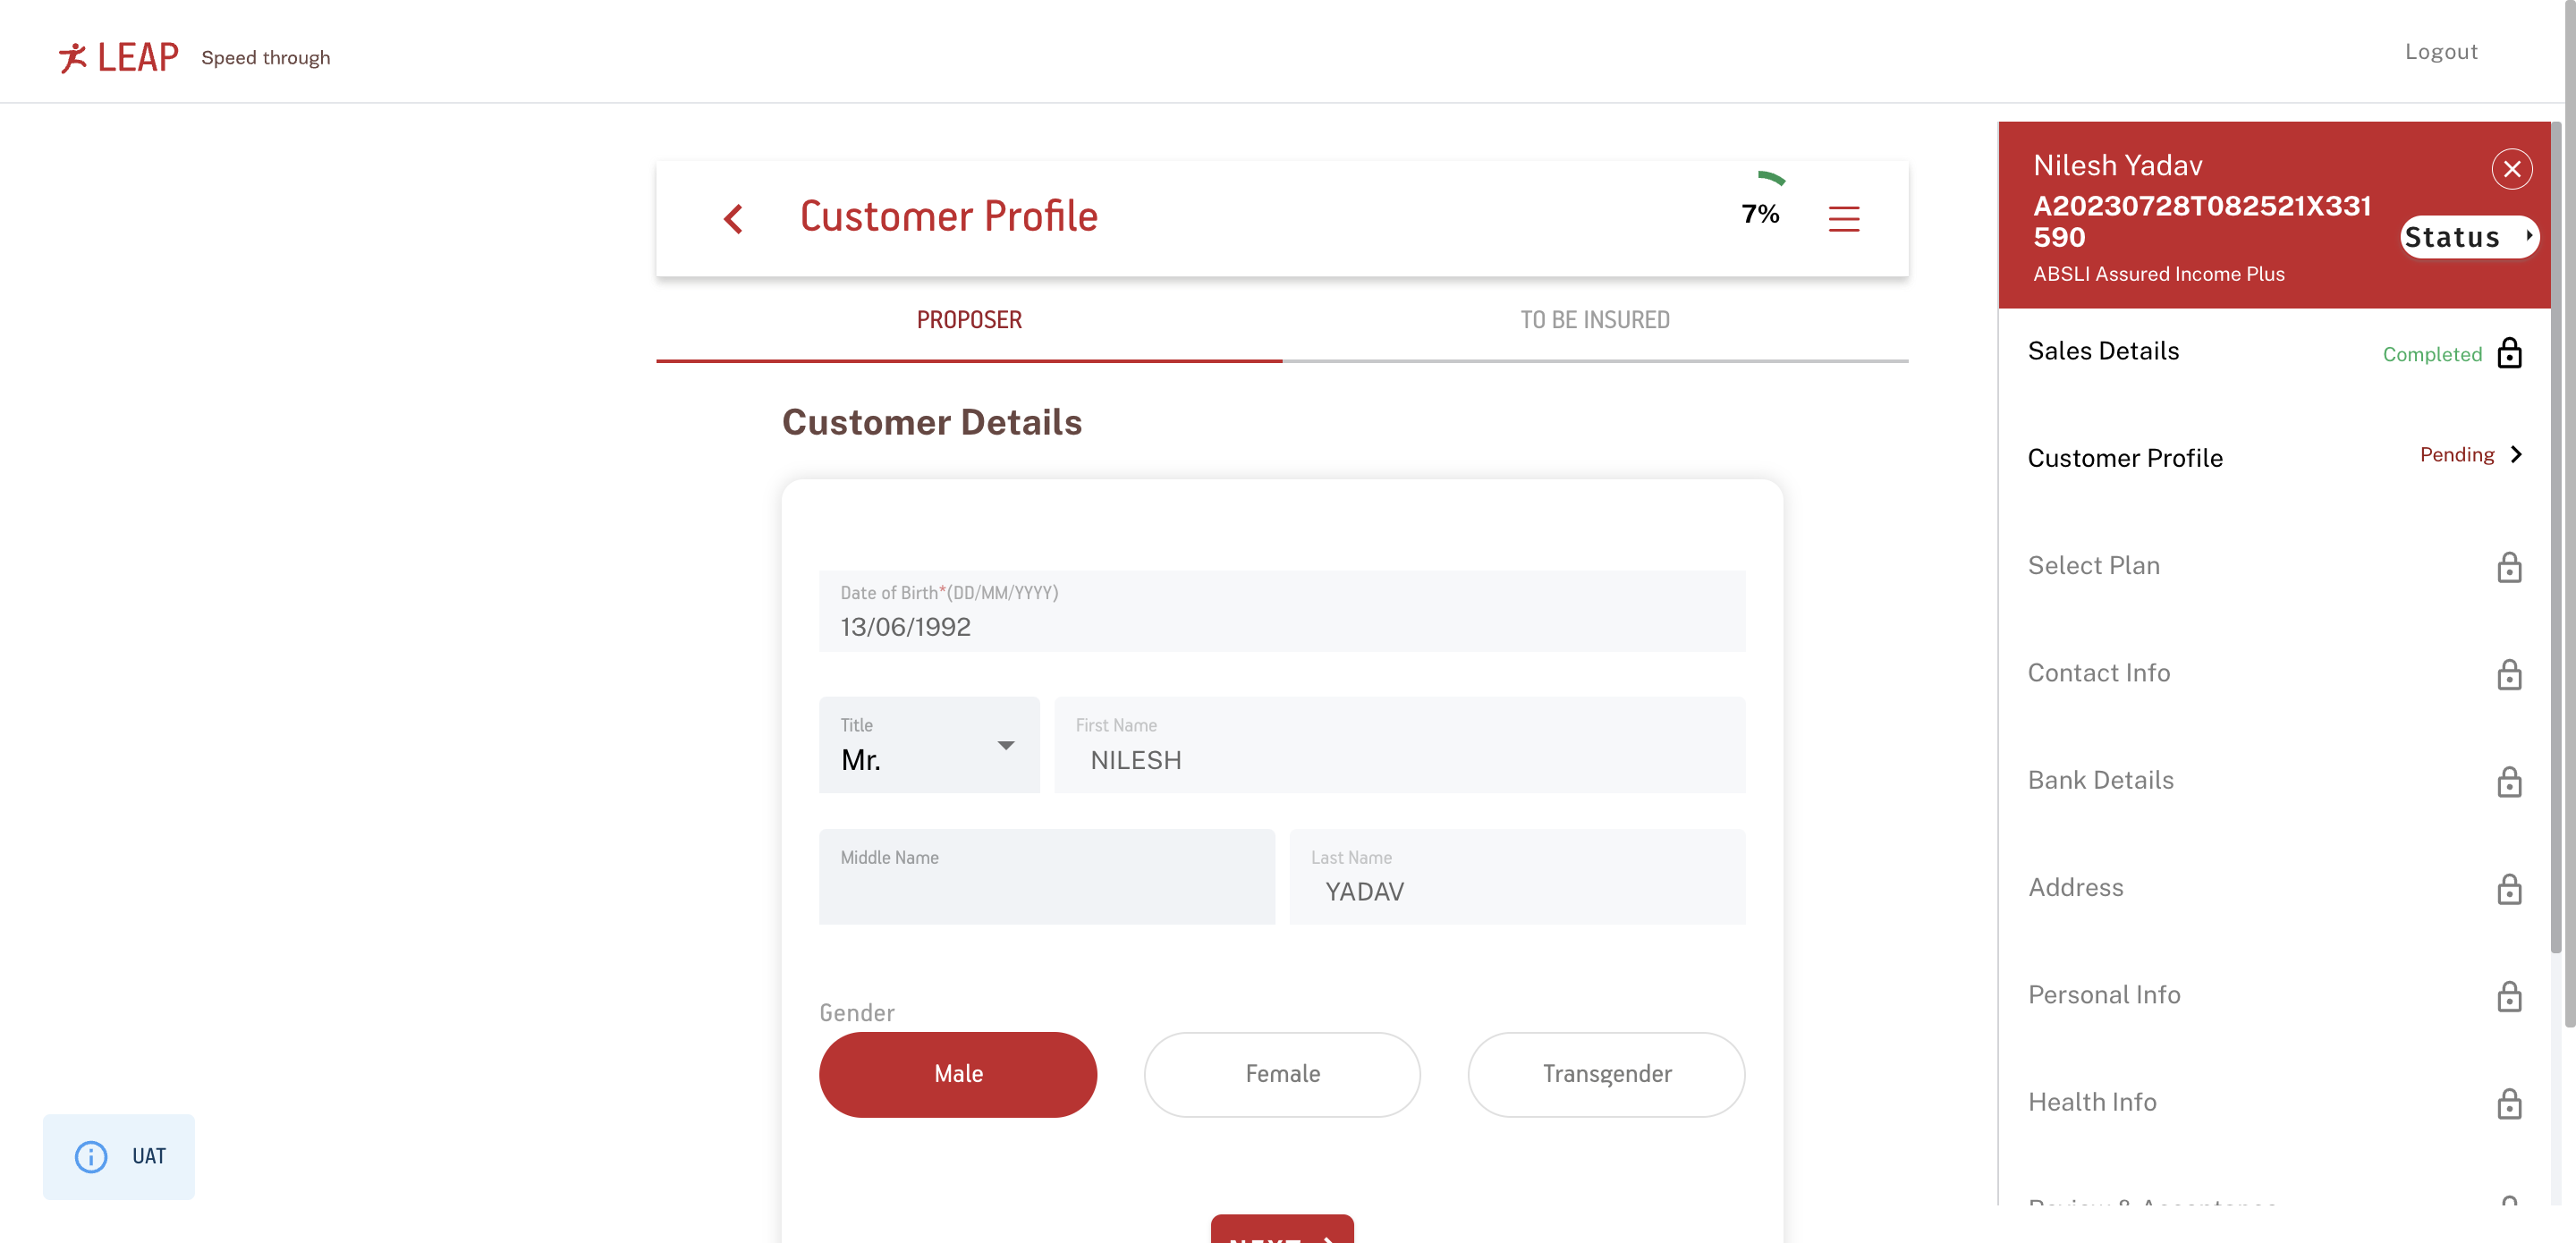 LEAP Speed through
Logout
Customer Profile
7%
PROPOSER
TO BE INSURED
Customer Details
Date of Birth*(DD/MM/YYYY)
13/06/1992
Title
Mr.
First Name
NILESH
Middle Name
Last Name
YADAV
Gender
Male
Female
Transgender
NEXT
UAT
Nilesh Yadav
A20230728T082521X331
590
Status
ABSLI Assured Income Plus
Sales Details
Completed
Customer Profile
Pending
Select Plan
Contact Info
Bank Details
Address
Personal Info
Health Info